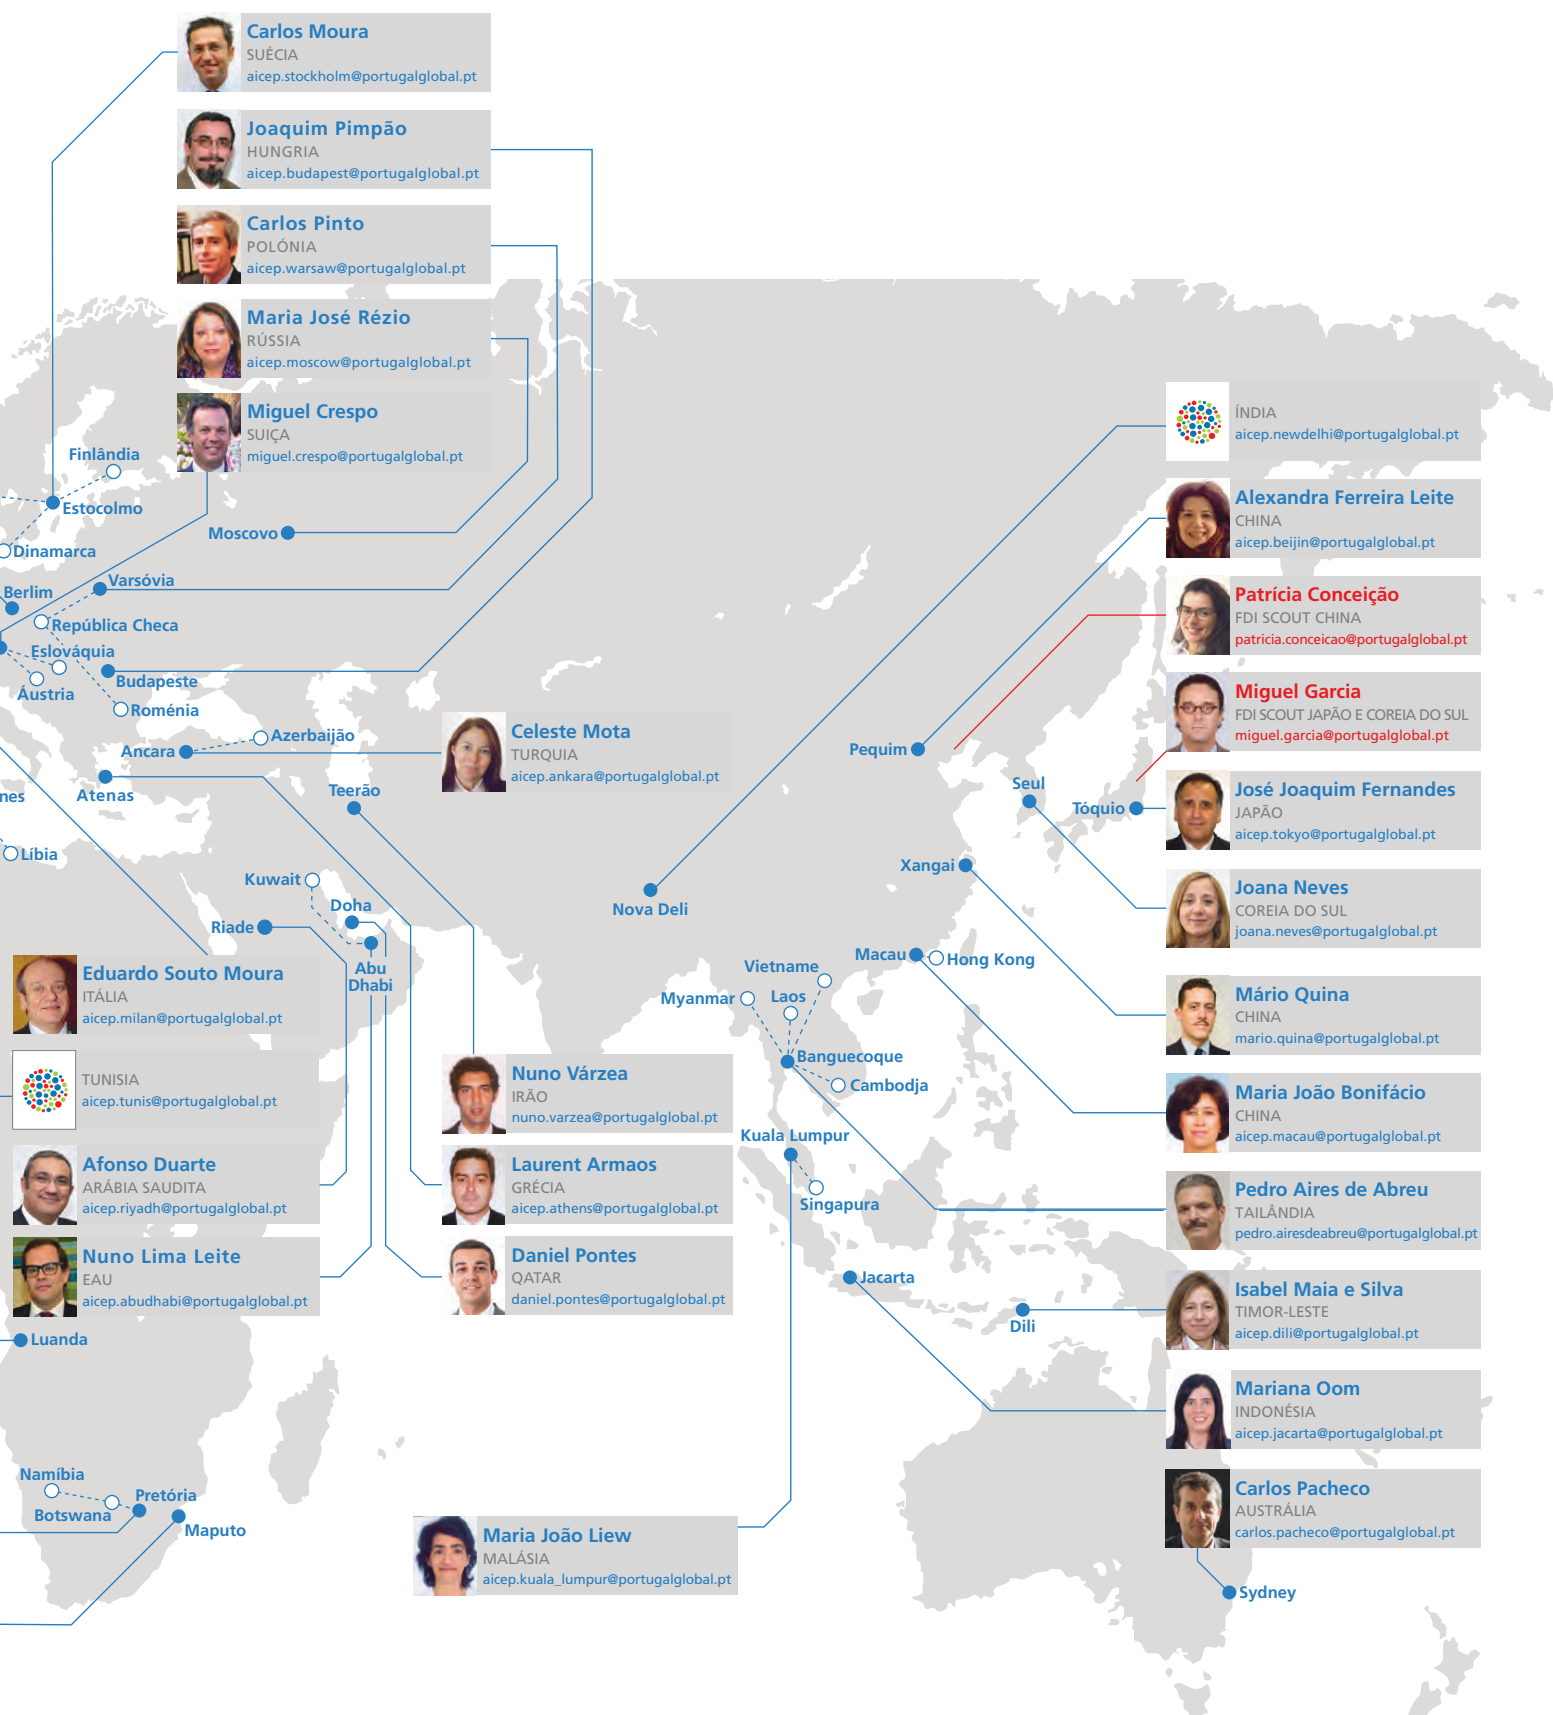 Carlos Moura
SUÉCIA
aicep.stockholm@portugalglobal.pt
Joaquim Pimpão
HUNGRIA
aicep.budapest@portugalglobal.pt
Carlos Pinto
POLÓNIA
aicep.warsaw@portugalglobal.pt
Maria José Rézio
RÚSSIA
aicep.moscow@portugalglobal.pt
Miguel Crespo
SUIÇA
miguel.crespo@portugalglobal.pt
Finlândia
Estocolmo
Dinamarca
Moscovo
Berlim
Varsóvia
República Checa
Eslováquia
Áustria
Budapeste
Roménia
Azerbaijão
Ancara
Atenas
nes
Líbia
Teerão
Celeste Mota
TURQUIA
aicep.ankara@portugalglobal.pt
Kuwait
Doha
Riade
Abu
Dhabi
Nova Deli
Pequim
Seul
Tóquio
Xangai
Macau
Hong Kong
Vietname
Myanmar
Laos
Banguecoque
Cambodja
Kuala Lumpur
Singapura
Jacarta
Dili
ÍNDIA
aicep.newdelhi@portugalglobal.pt
Alexandra Ferreira Leite
CHINA
aicep.beijin@portugalglobal.pt
Patrícia Conceição
FDI SCOUT CHINA
patricia.conceicao@portugalglobal.pt
Miguel Garcia
FDI SCOUT JAPÃO E COREIA DO SUL
miguel.garcia@portugalglobal.pt
José Joaquim Fernandes
JAPÃO
aicep.tokyo@portugalglobal.pt
Joana Neves
COREIA DO SUL
joana.neves@portugalglobal.pt
Mário Quina
CHINA
mario.quina@portugalglobal.pt
Maria João Bonifácio
CHINA
aicep.macau@portugalglobal.pt
Pedro Aires de Abreu
TAILÂNDIA
pedro.airesdeabreu@portugalglobal.pt
Isabel Maia e Silva
TIMOR-LESTE
aicep.dili@portugalglobal.pt
Mariana Oom
INDONÉSIA
aicep.jacarta@portugalglobal.pt
Carlos Pacheco
AUSTRÁLIA
carlos.pacheco@portugalglobal.pt
Sydney
Eduardo Souto Moura
ITÁLIA
aicep.milan@portugalglobal.pt
TUNISIA
aicep.tunis@portugalglobal.pt
Afonso Duarte
ARÁBIA SAUDITA
aicep.riyadh@portugalglobal.pt
Nuno Lima Leite
EAU
aicep.abudhabi@portugalglobal.pt
Nuno Várzea
IRÃO
nuno.varzea@portugalglobal.pt
Laurent Armaos
GRÉCIA
aicep.athens@portugalglobal.pt
Daniel Pontes
QATAR
daniel.pontes@portugalglobal.pt
Luanda
Namíbia
Botswana
Pretória
Maputo
Maria João Liew
MALÁSIA
aicep.kuala_lumpur@portugalglobal.pt